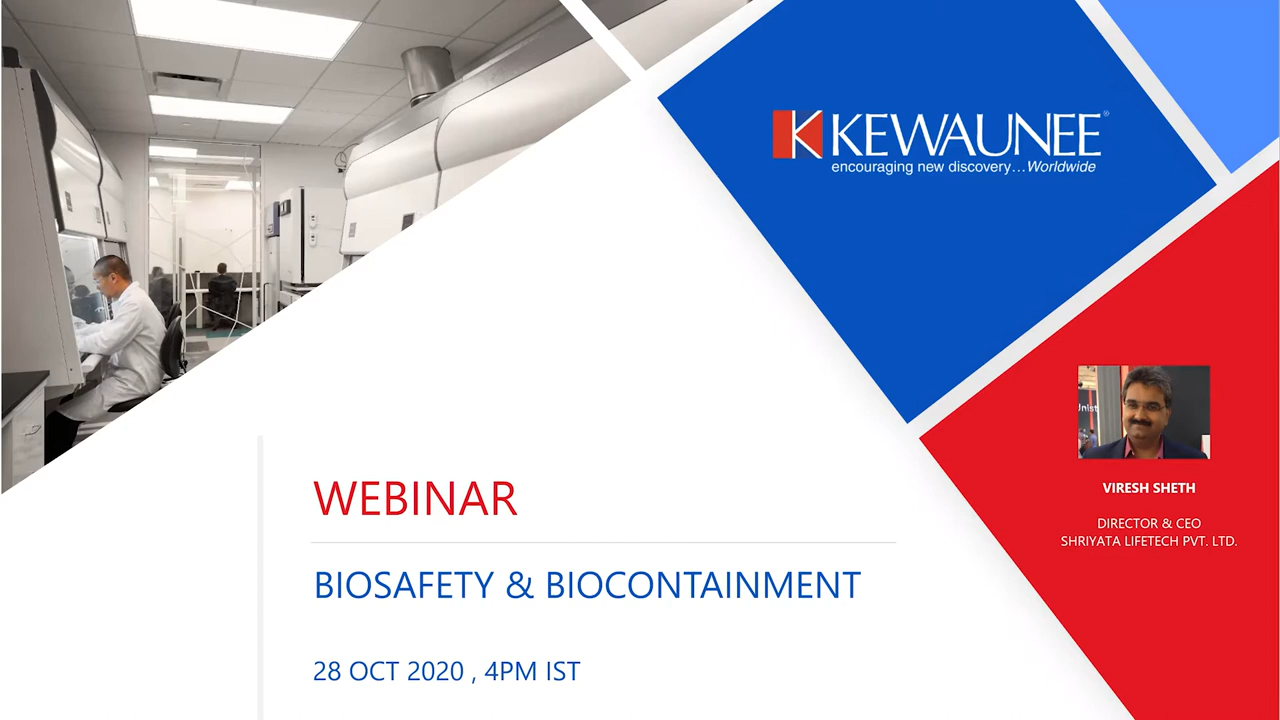 KEWAUNEE®
encouraging new discovery...Worldwide
VIRESH SHETH
DIRECTOR & CEO
SHRIYATA LIFETECH PVT. LTD.
WEBINAR
BIOSAFETY & BIOCONTAINMENT
28 OCT 2020 , 4PM IST